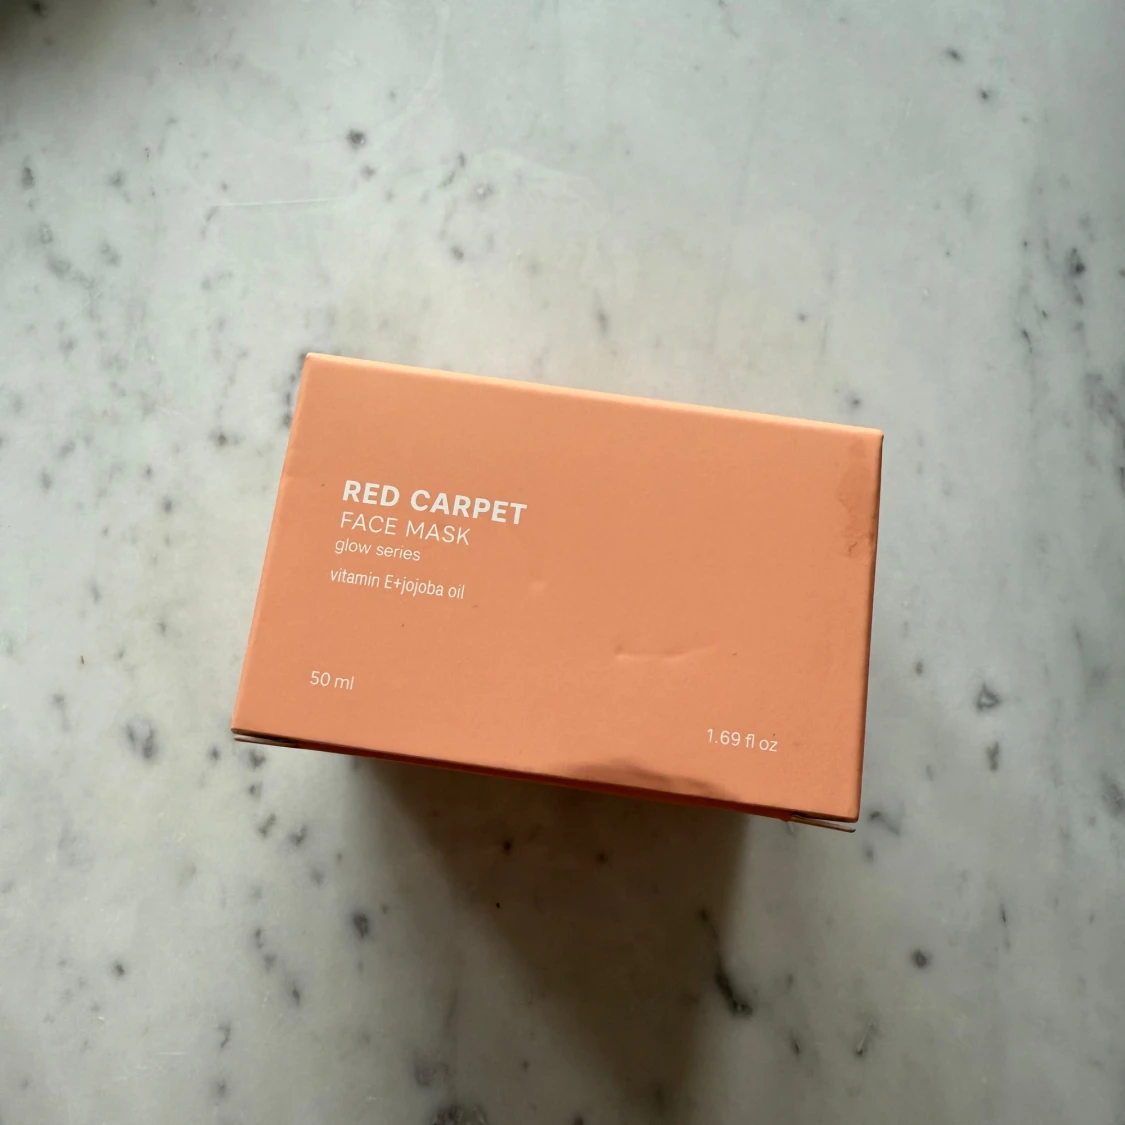 RED CARPET
FACE MASK
glow series
vitamin E+jojoba oil
50 ml
1.69 fl oz